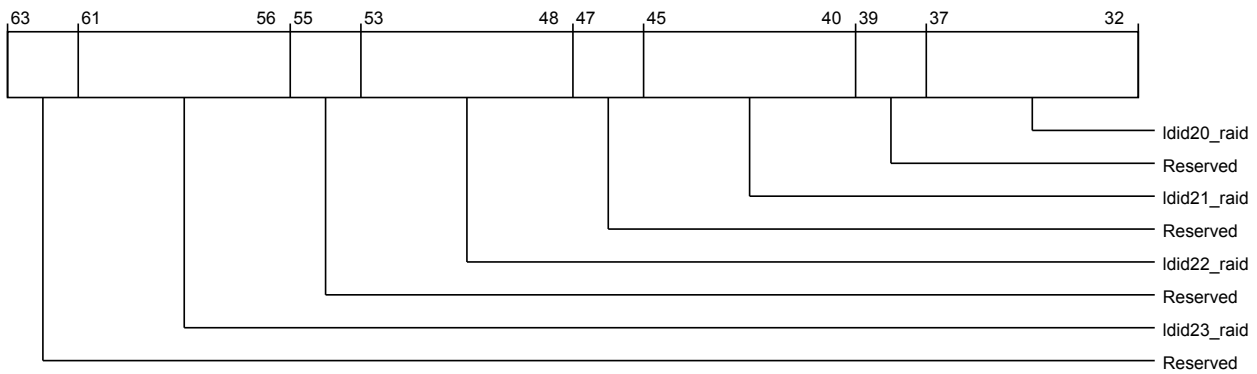 63 61 56 55 53 48 47 45 40 39 37 32
ldid20_raid
Reserved
ldid21_raid
Reserved
ldid22_raid
Reserved
ldid23_raid
Reserved